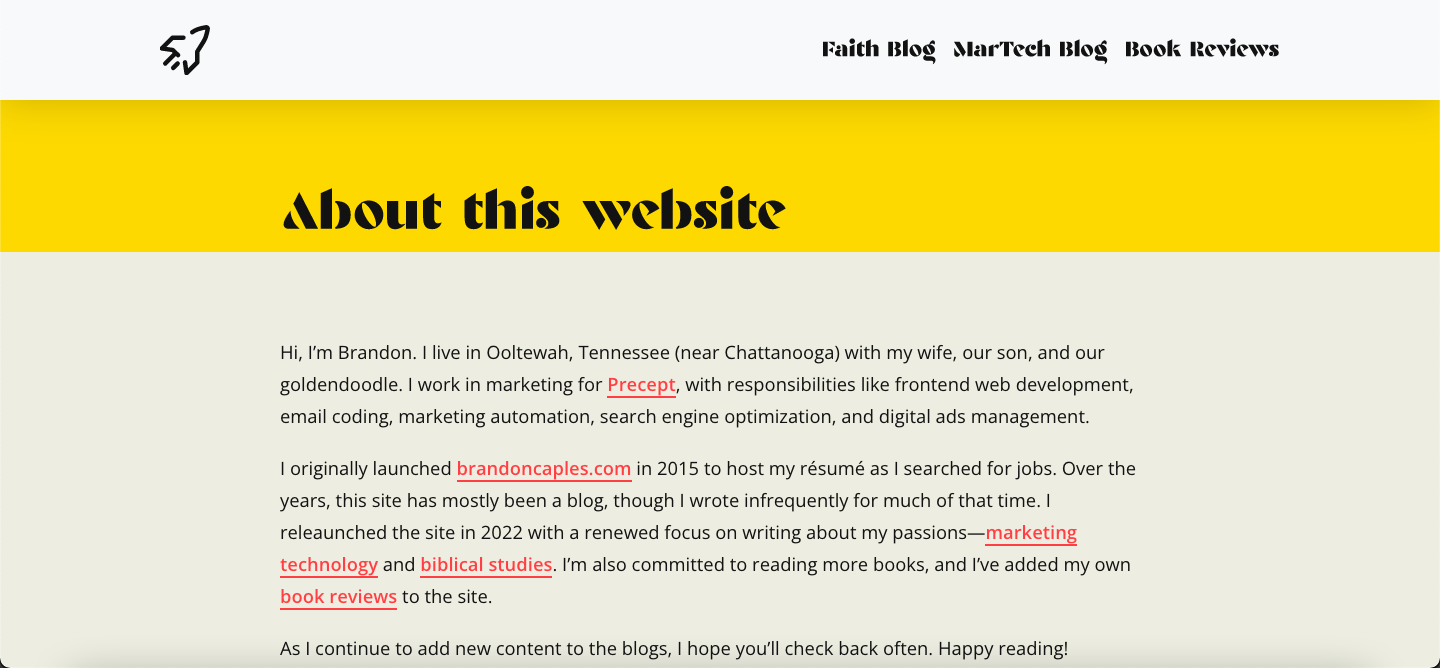 Faith Blog MarTech Blog Book Reviews
About this website
Hi, I’m Brandon. I live in Ooltewah, Tennessee (near Chattanooga) with my wife, our son, and our
goldendoodle. I work in marketing for Precept, with responsibilities like frontend web development,
email coding, marketing automation, search engine optimization, and digital ads management.
I originally launched brandoncaples.com in 2015 to host my résumé as I searched for jobs. Over the
years, this site has mostly been a blog, though I wrote infrequently for much of that time. I
releaunched the site in 2022 with a renewed focus on writing about my passions—marketing
technology and biblical studies. I’m also committed to reading more books, and I’ve added my own
book reviews to the site.
As I continue to add new content to the blogs, I hope you’ll check back often. Happy reading!